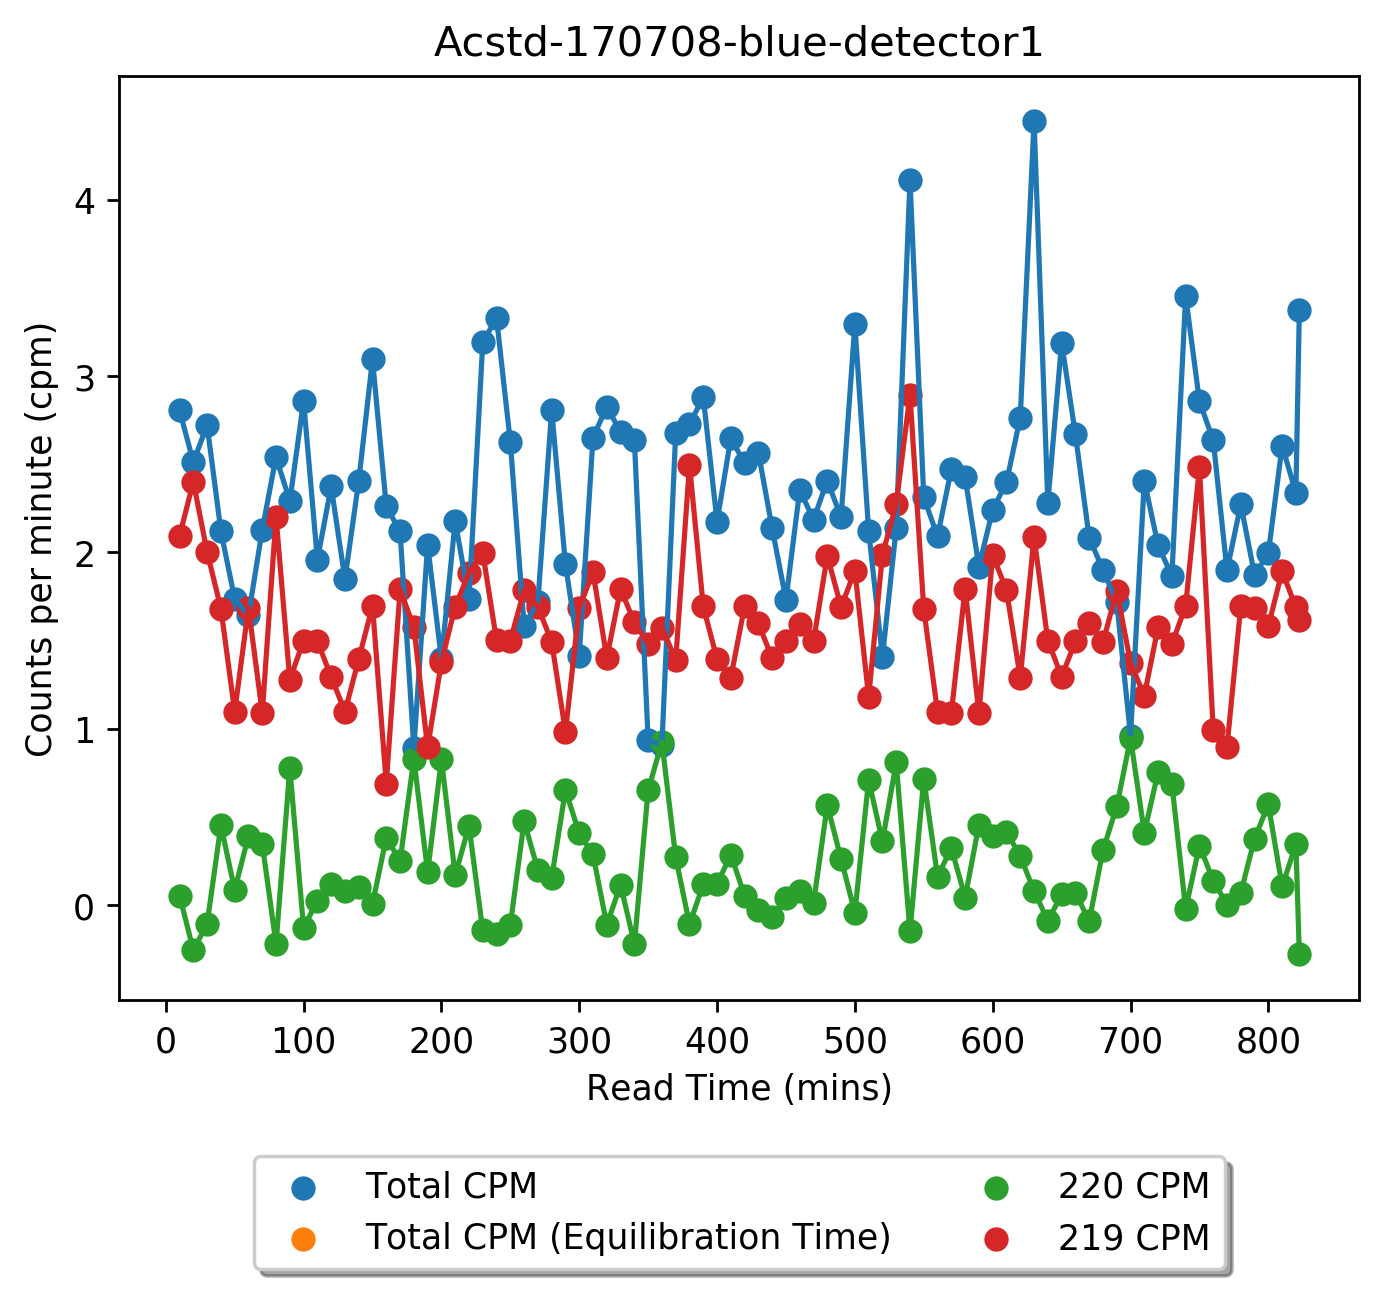 Acstd-170708-blue-detector1
Counts per minute (cpm)
4
3
2
1
0
0 100 200 300 400 500 600 700 800
Read Time (mins)
Total CPM
Total CPM (Equilibration Time)
220 CPM
219 CPM